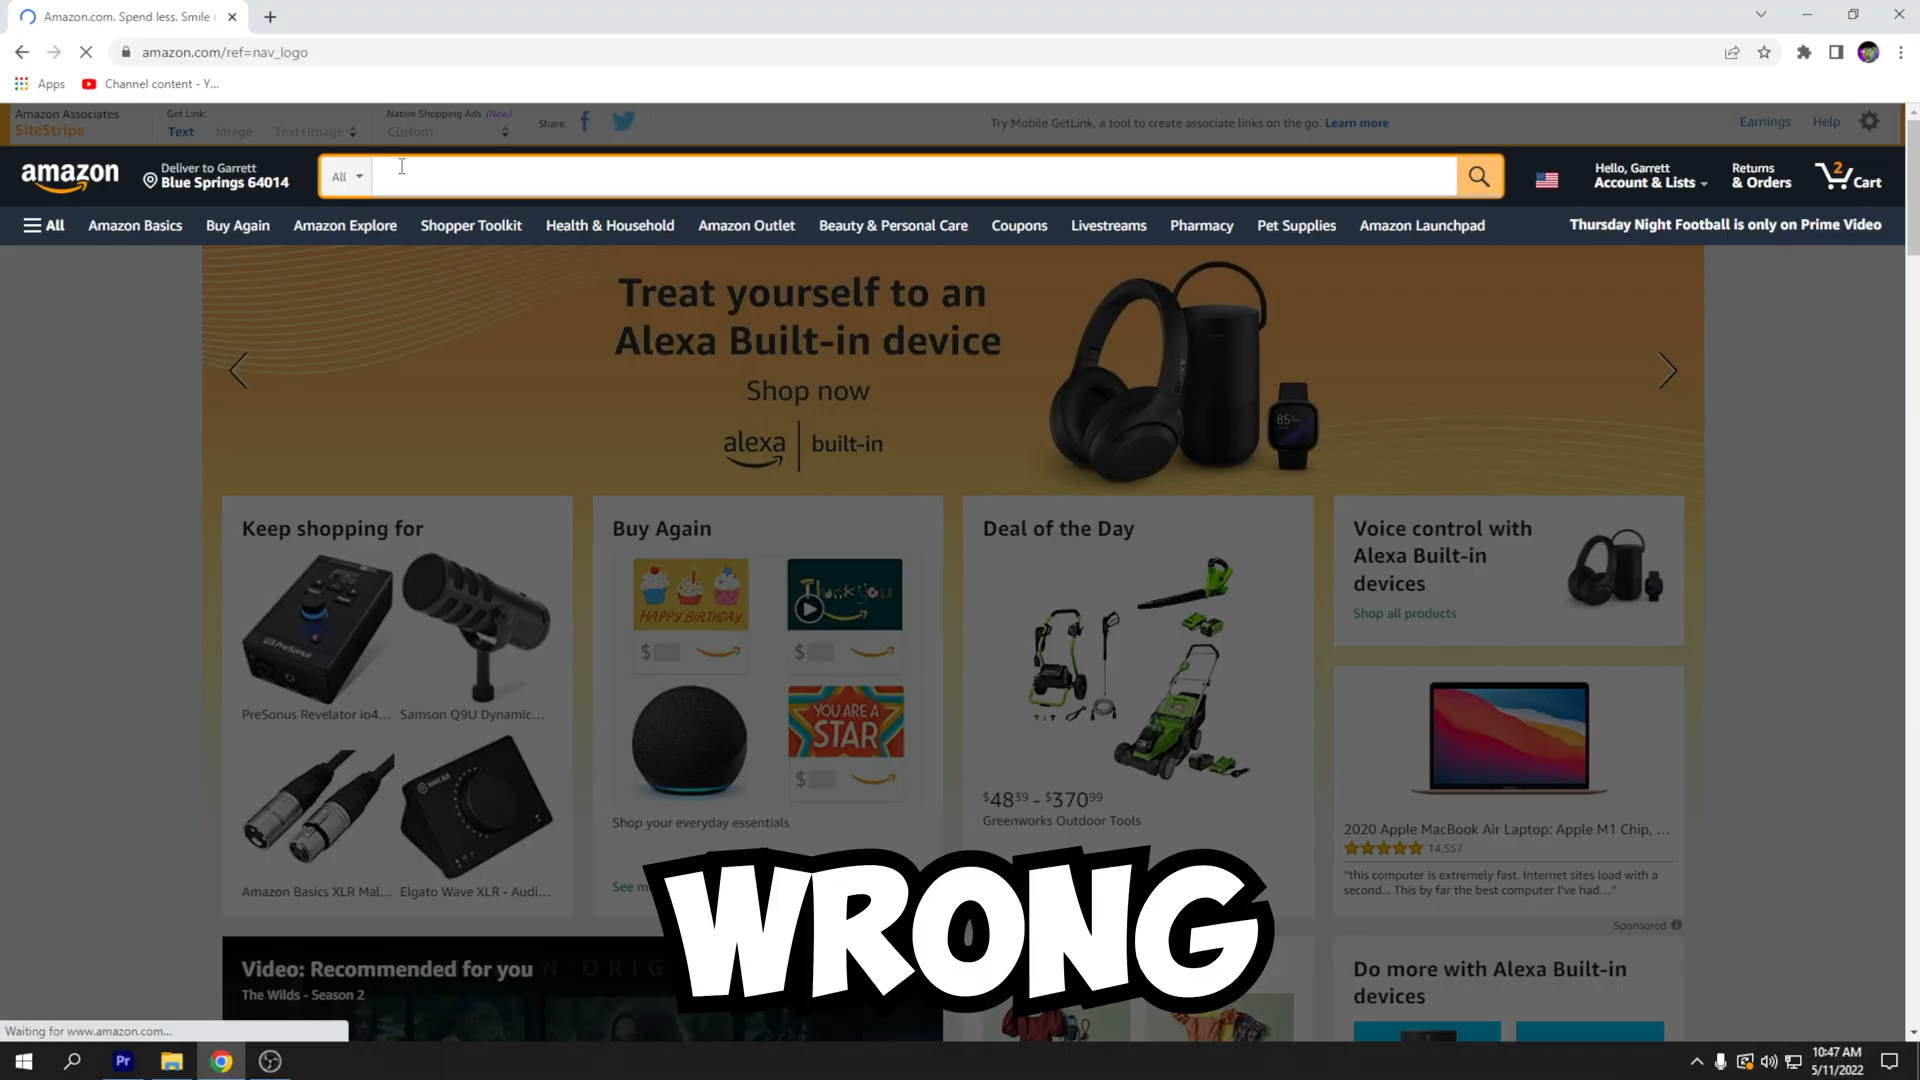 Amazon.com. Spend less. Smile
amazon.com/ref=nav_logo
Apps
Channel content - Y...
Amazon Associates
SiteStripe
Get Link:
Text
Image
Text+Image
Native Shopping Ads (New)
Custom
Share:
Try Mobile GetLink, a tool to create associate links on the go. Learn more
Earnings
Help
amazon
Deliver to Garrett
Blue Springs 64014
All
Hello, Garrett
Account & Lists
Returns
& Orders
2
Cart
All
Amazon Basics
Buy Again
Amazon Explore
Shopper Toolkit
Health & Household
Amazon Outlet
Beauty & Personal Care
Coupons
Livestreams
Pharmacy
Pet Supplies
Amazon Launchpad
Thursday Night Football is only on Prime Video
Treat yourself to an
Alexa Built-in device
Shop now
alexa | built-in
85
Keep shopping for
PreSonus
PreSonus Revelator io4...
Samson Q9U Dynamic...
Amazon Basics XLR Mal...
Elgato Wave XLR - Audi...
Buy Again
HAPPY BIRTHDAY
Thank you
$
$
YOU ARE A
STAR
$
Shop your everyday essentials
See m
Deal of the Day
$48.39 - $370.99
Greenworks Outdoor Tools
Voice control with
Alexa Built-in
devices
Shop all products
2020 Apple MacBook Air Laptop: Apple M1 Chip, ...
14,557
"this computer is extremely fast. Internet sites load with a
second... This by far the best computer I've had..."
Sponsored
WRONG
Video: Recommended for you
The Wilds - Season 2
N ORIG
Do more with Alexa Built-in
devices
Waiting for www.amazon.com...
Pr
10:47 AM
5/11/2022